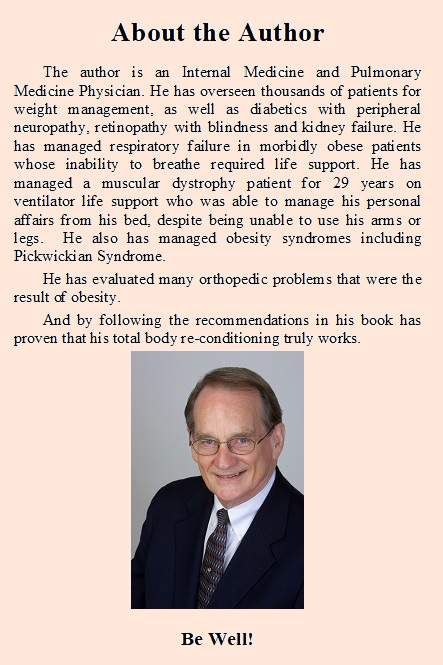 About the Author
The author is an Internal Medicine and Pulmonary
Medicine Physician. He has overseen thousands of patients for
weight management, as well as diabetics with peripheral
neuropathy, retinopathy with blindness and kidney failure. He
has managed respiratory failure in morbidly obese patients
whose inability to breathe required life support. He has
managed a muscular dystrophy patient for 29 years on
ventilator life support who was able to manage his personal
affairs from his bed, despite being unable to use his arms or
legs. He also has managed obesity syndromes including
Pickwickian Syndrome.
He has evaluated many orthopedic problems that were the
result of obesity.
And by following the recommendations in his book has
proven that his total body re-conditioning truly works.
Be Well!